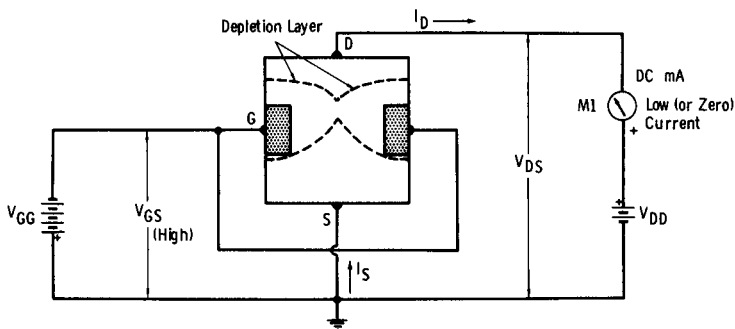 I_D
Depletion Layer
D
DC mA
M1
Low (or Zero)
Current
+
G
V_DS
V_GG
+
V_GS
(High)
S
+
V_DD
I_S